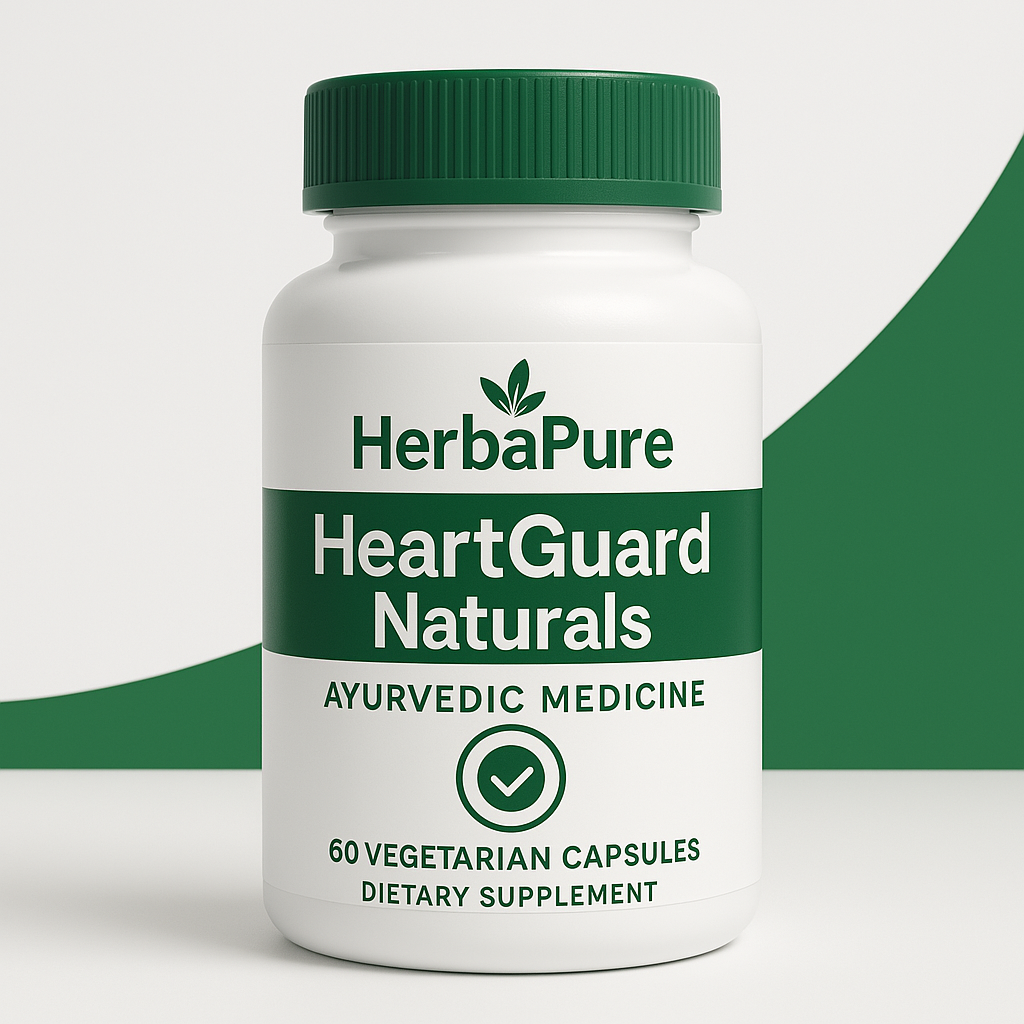 HerbaPure
HeartGuard
Naturals
AYURVEDIC MEDICINE
60 VEGETARIAN CAPSULES
DIETARY SUPPLEMENT